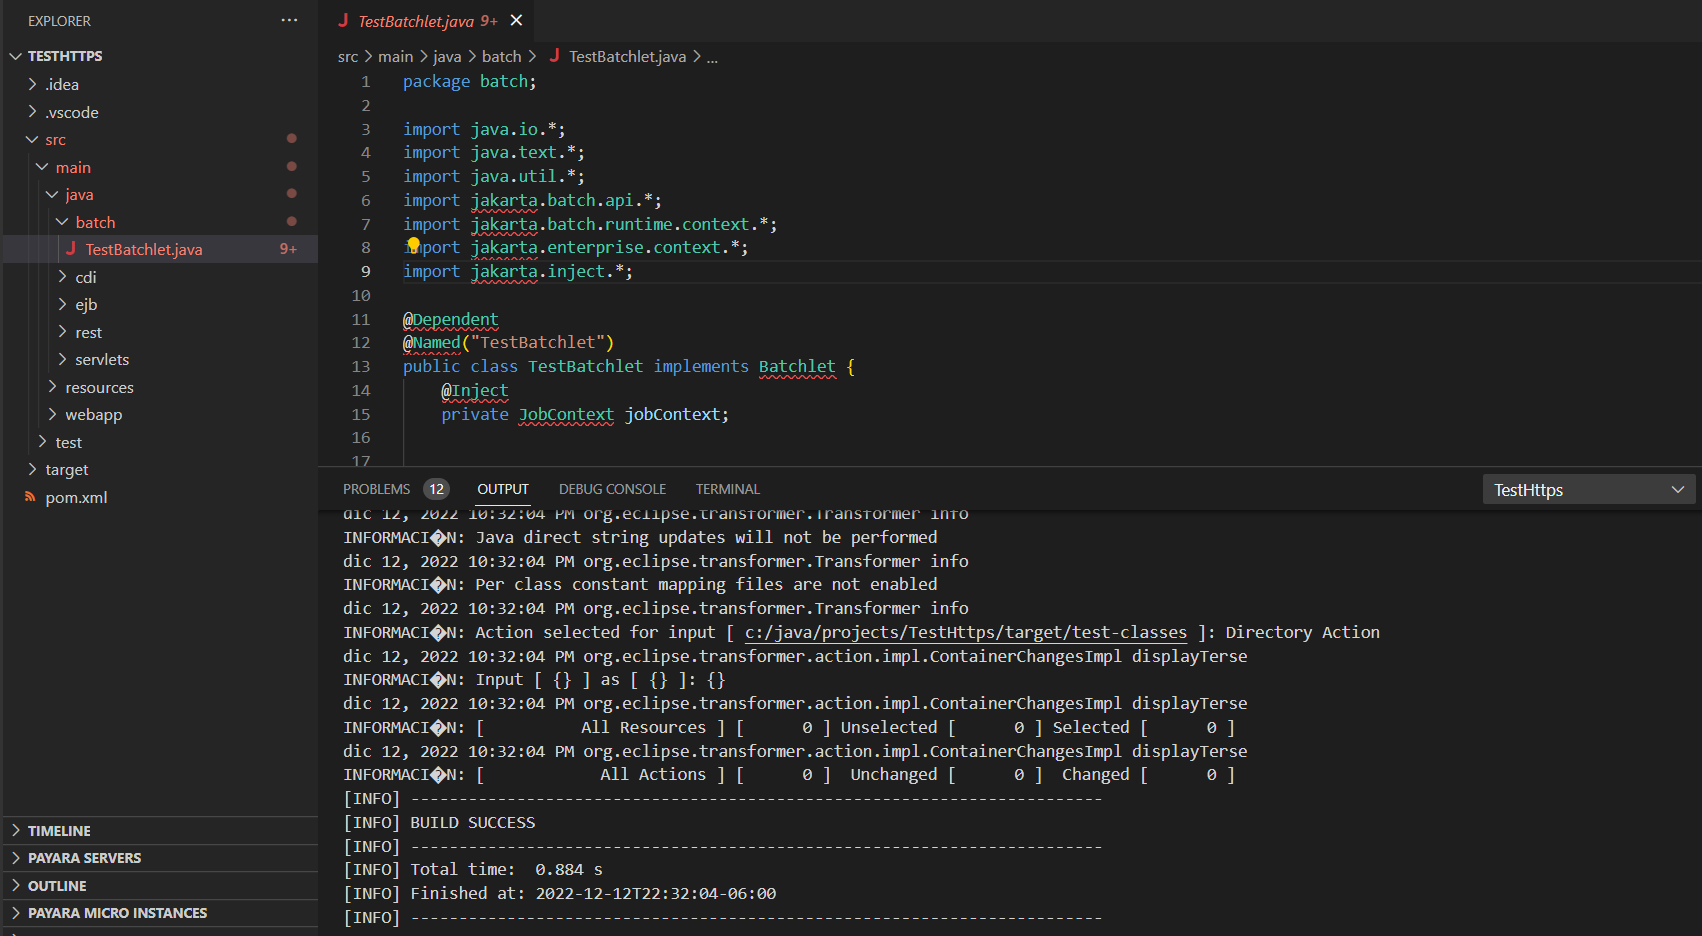 EXPLORER ···
TESTHTTPS
.idea
.vscode
src
main
java
batch
J TestBatchlet.java 9+
cdi
ejb
rest
servlets
resources
webapp
test
target
pom.xml
TIMELINE
PAYARA SERVERS
OUTLINE
PAYARA MICRO INSTANCES
J TestBatchlet.java 9+ ✕
src > main > java > batch > J TestBatchlet.java > ...
1 package batch;
2
3 import java.io.*;
4 import java.text.*;
5 import java.util.*;
6 import jakarta.batch.api.*;
7 import jakarta.batch.runtime.context.*;
8 import jakarta.enterprise.context.*;
9 import jakarta.inject.*;
10
11 @Dependent
12 @Named("TestBatchlet")
13 public class TestBatchlet implements Batchlet {
14 @Inject
15 private JobContext jobContext;
16
17
PROBLEMS 12 OUTPUT DEBUG CONSOLE TERMINAL TestHttps
dic 12, 2022 10:32:04 PM org.eclipse.transformer.Transformer info
INFORMACI�N: Java direct string updates will not be performed
dic 12, 2022 10:32:04 PM org.eclipse.transformer.Transformer info
INFORMACI�N: Per class constant mapping files are not enabled
dic 12, 2022 10:32:04 PM org.eclipse.transformer.Transformer info
INFORMACI�N: Action selected for input [ c:/java/projects/TestHttps/target/test-classes ]: Directory Action
dic 12, 2022 10:32:04 PM org.eclipse.transformer.action.impl.ContainerChangesImpl displayTerse
INFORMACI�N: Input [ {} ] as [ {} ]: {}
dic 12, 2022 10:32:04 PM org.eclipse.transformer.action.impl.ContainerChangesImpl displayTerse
INFORMACI�N: [ All Resources ] [ 0 ] Unselected [ 0 ] Selected [ 0 ]
dic 12, 2022 10:32:04 PM org.eclipse.transformer.action.impl.ContainerChangesImpl displayTerse
INFORMACI�N: [ All Actions ] [ 0 ] Unchanged [ 0 ] Changed [ 0 ]
[INFO] ------------------------------------------------------------------------
[INFO] BUILD SUCCESS
[INFO] ------------------------------------------------------------------------
[INFO] Total time: 0.884 s
[INFO] Finished at: 2022-12-12T22:32:04-06:00
[INFO] ------------------------------------------------------------------------